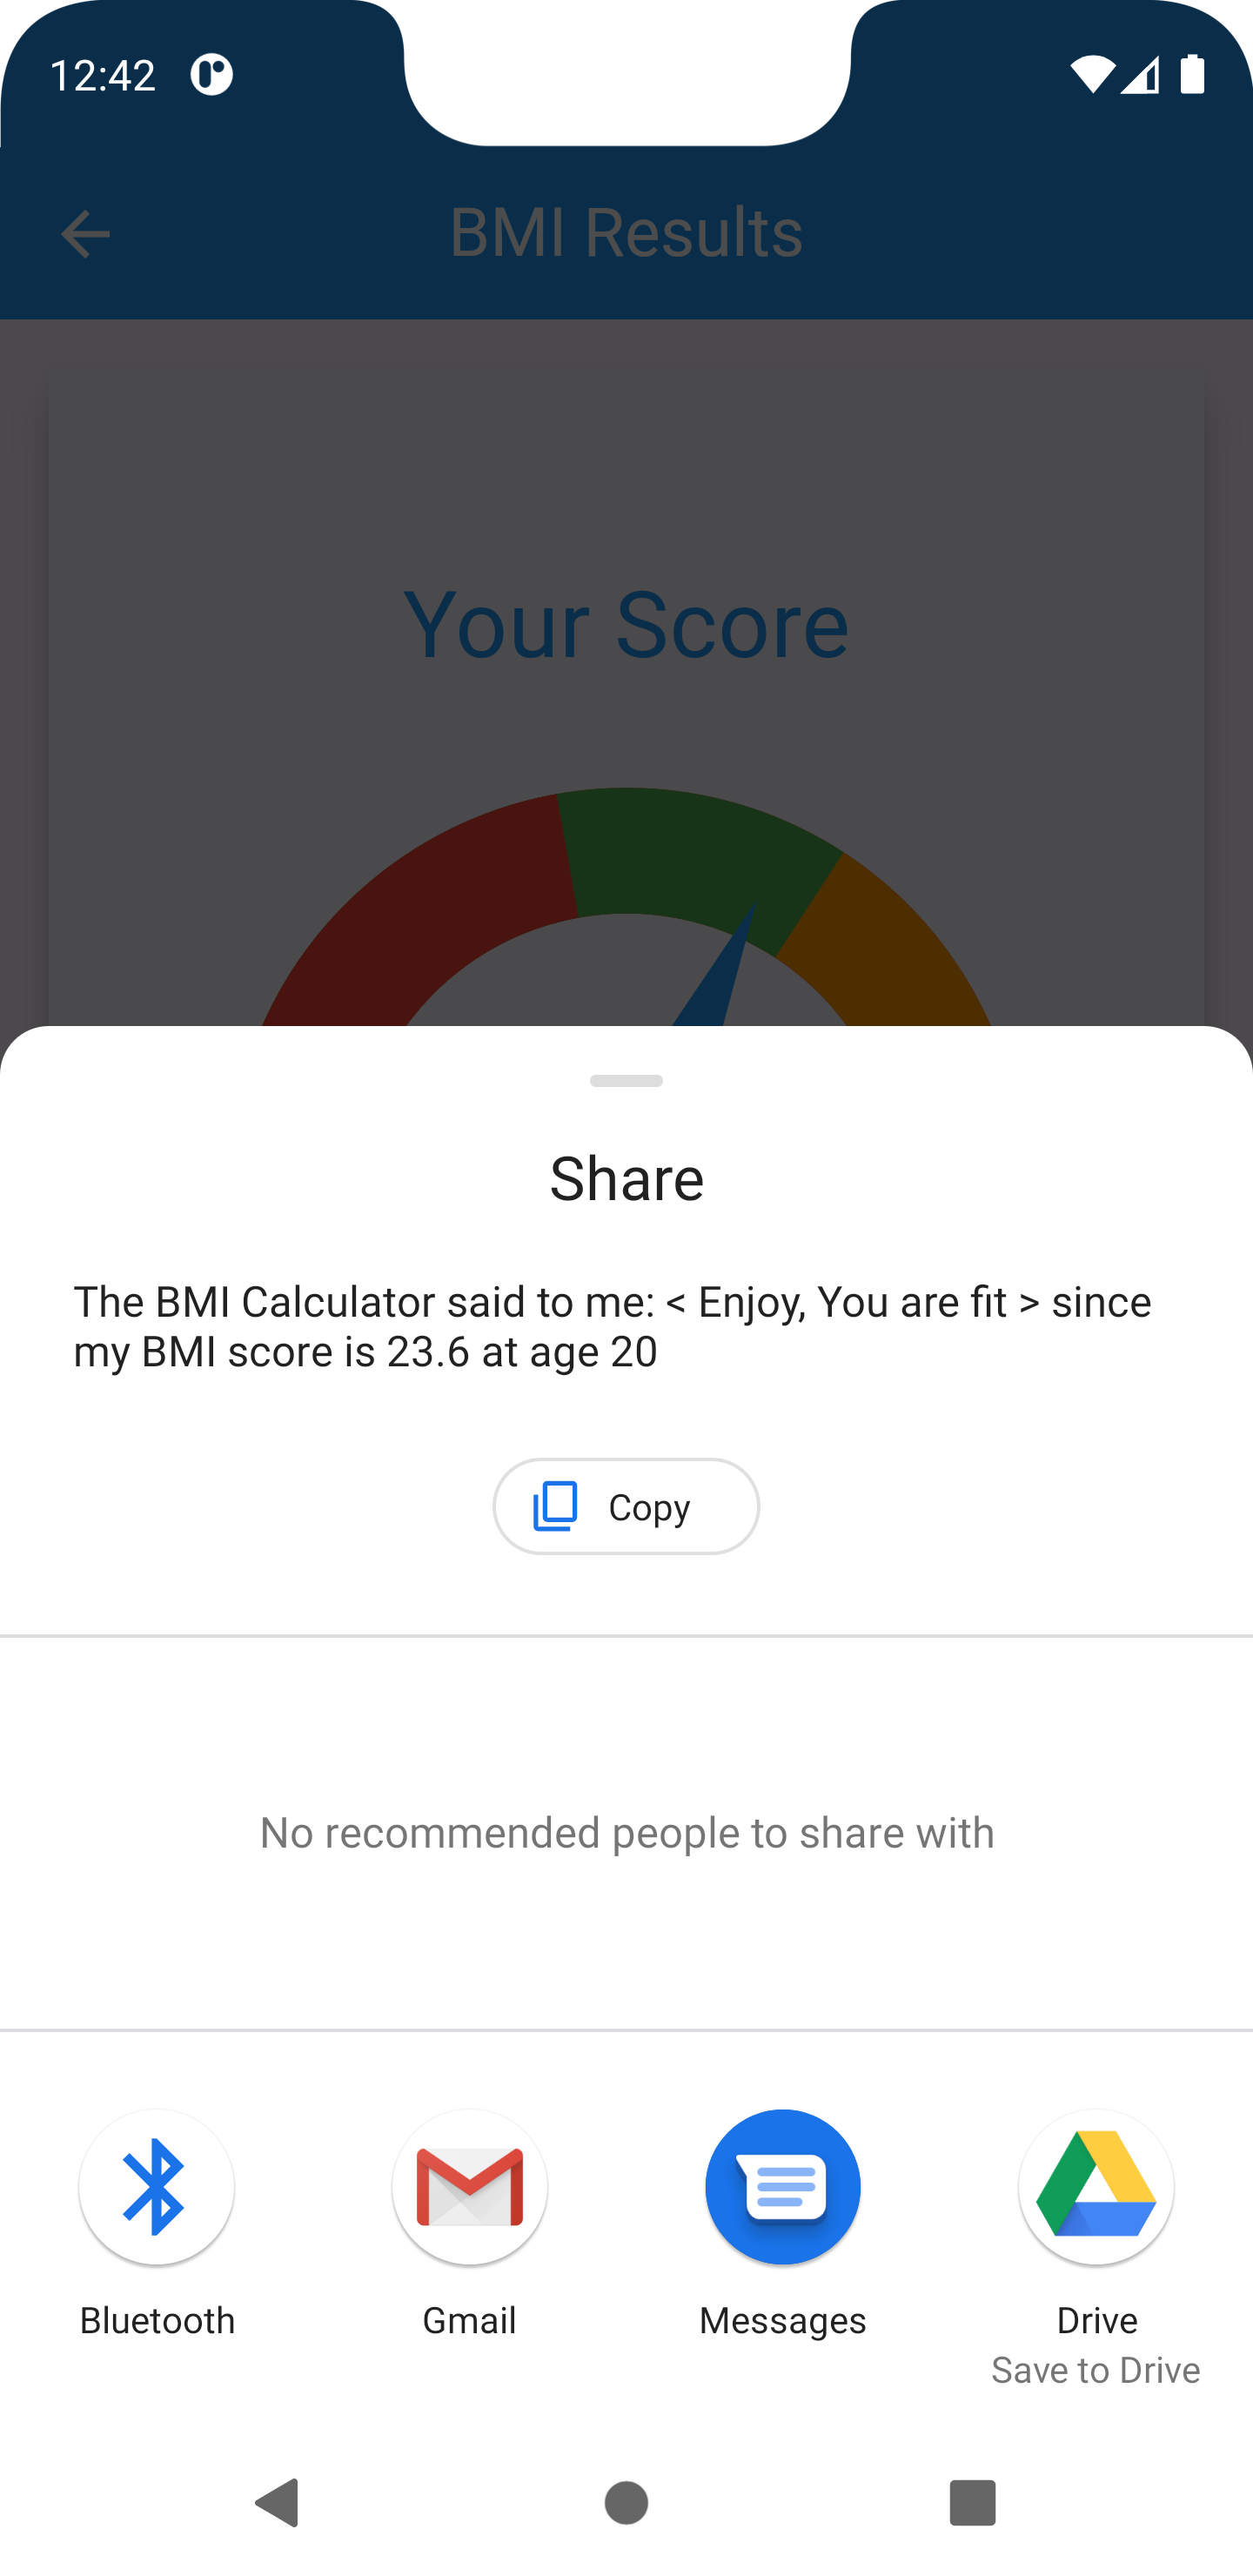 12:42
BMI Results
Your Score
Share
The BMI Calculator said to me: < Enjoy, You are fit > since
my BMI score is 23.6 at age 20
Copy
No recommended people to share with
Bluetooth
Gmail
Messages
Drive
Save to Drive